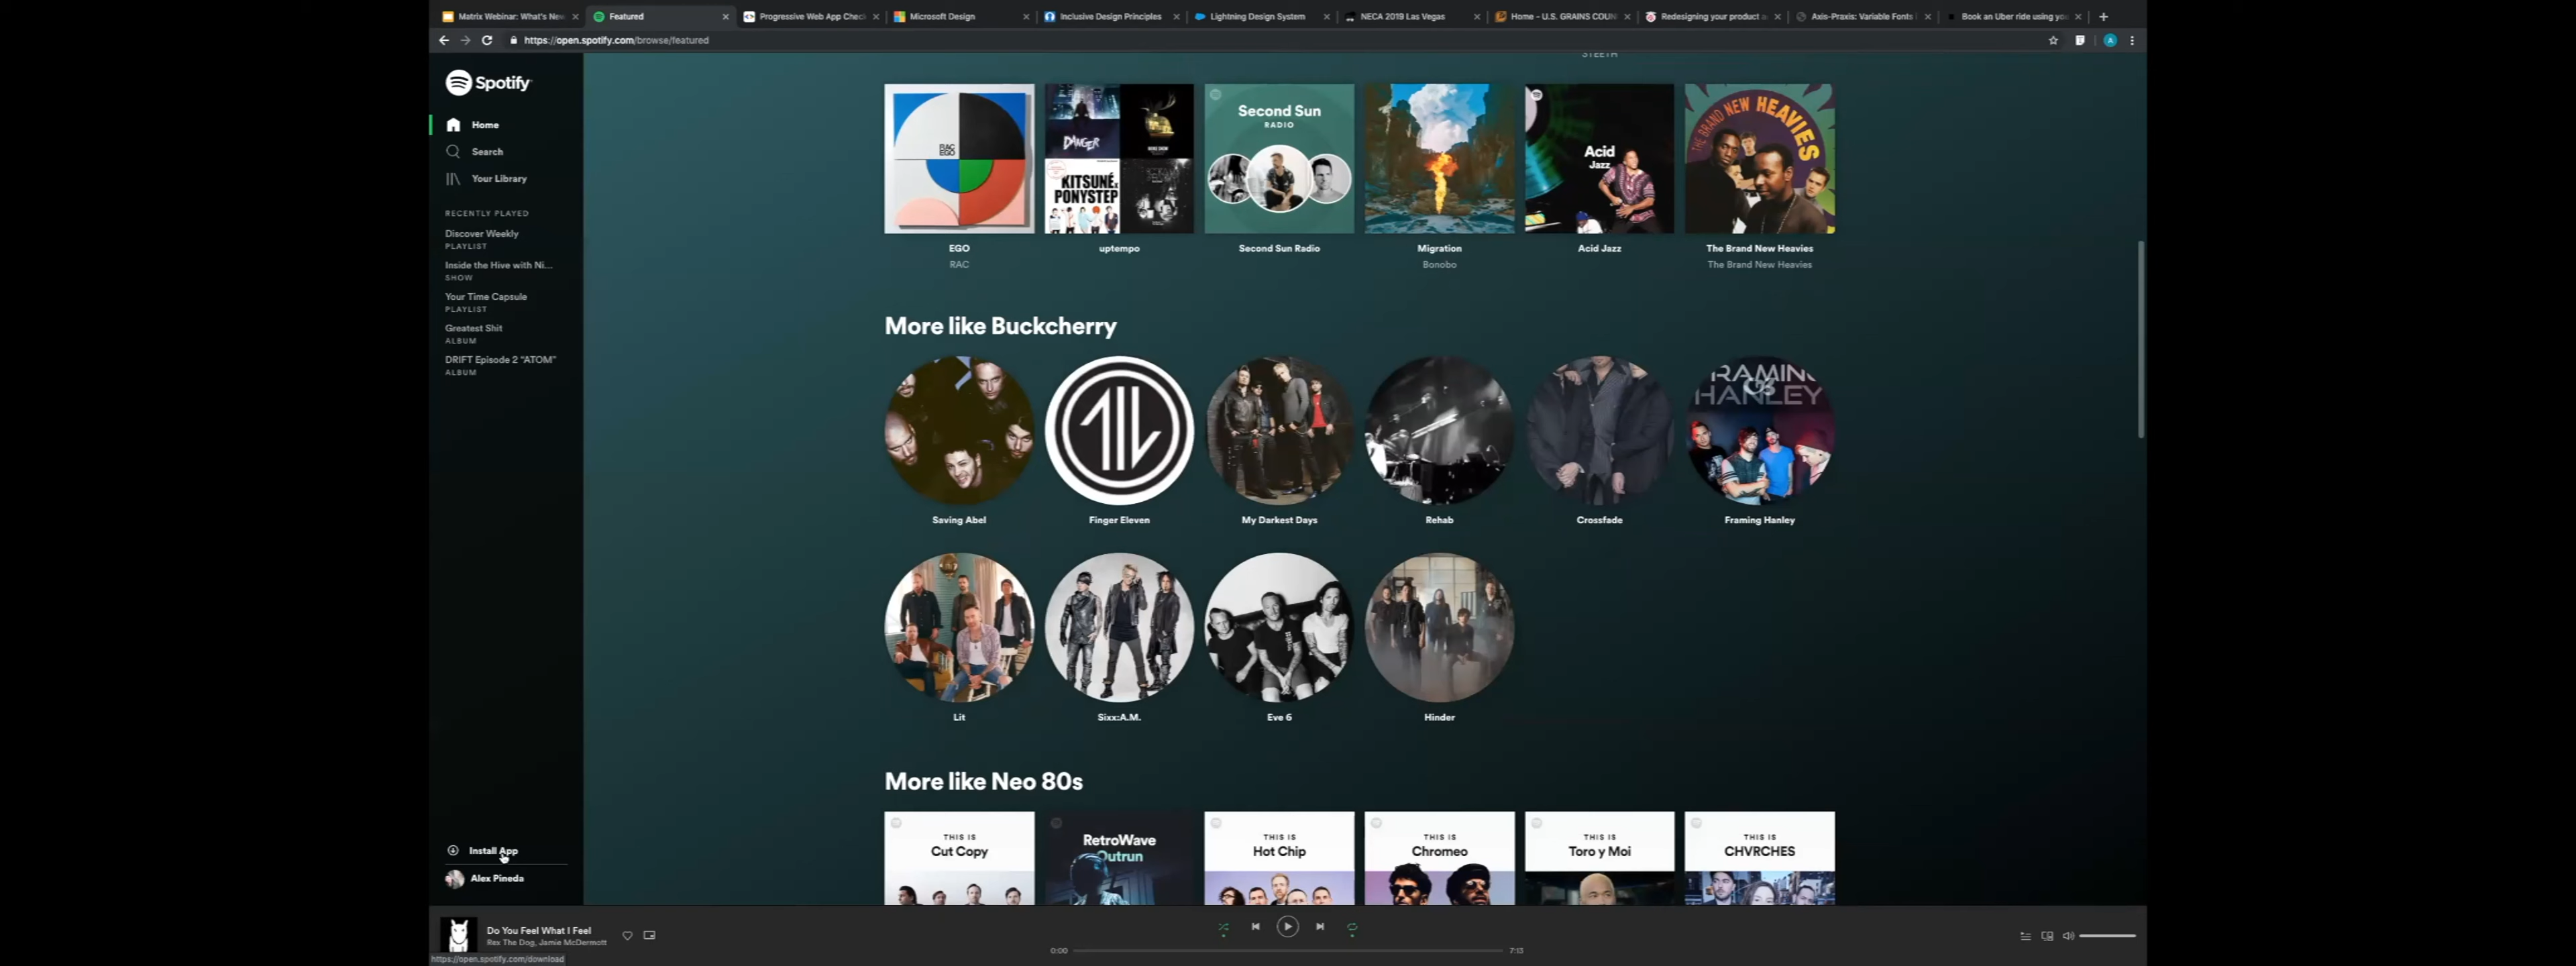 Matrix Webinar: What's New
Featured
Progressive Web App Check
Microsoft Design
Inclusive Design Principles
Lightning Design System
NECA 2019 Las Vegas
Home - U.S. GRAINS COUN
Redesigning your product a
Axis-Praxis: Variable Fonts
Book an Uber ride using yo
https://open.spotify.com/browse/featured
A
Spotify
Home
Search
Your Library
RECENTLY PLAYED
Discover Weekly
PLAYLIST
Inside the Hive with Ni...
SHOW
Your Time Capsule
PLAYLIST
Greatest Shit
ALBUM
DRIFT Episode 2 "ATOM"
ALBUM
Install App
Alex Pineda
STEETH
RAC
EGO
DANGER
KITSUNÉ
PONYSTEP
Second Sun
RADIO
Acid
Jazz
THE BRAND NEW HEAVIES
EGO
RAC
uptempo
Second Sun Radio
Migration
Bonobo
Acid Jazz
The Brand New Heavies
The Brand New Heavies
More like Buckcherry
RAMIN
HANLEY
Saving Abel
Finger Eleven
My Darkest Days
Rehab
Crossfade
Framing Hanley
Lit
Sixx:A.M.
Eve 6
Hinder
More like Neo 80s
THIS IS
Cut Copy
RetroWave
Outrun
THIS IS
Hot Chip
THIS IS
Chromeo
THIS IS
Toro y Moi
THIS IS
CHVRCHES
Do You Feel What I Feel
Rex The Dog, Jamie McDermott
0:00
7:13
https://open.spotify.com/download